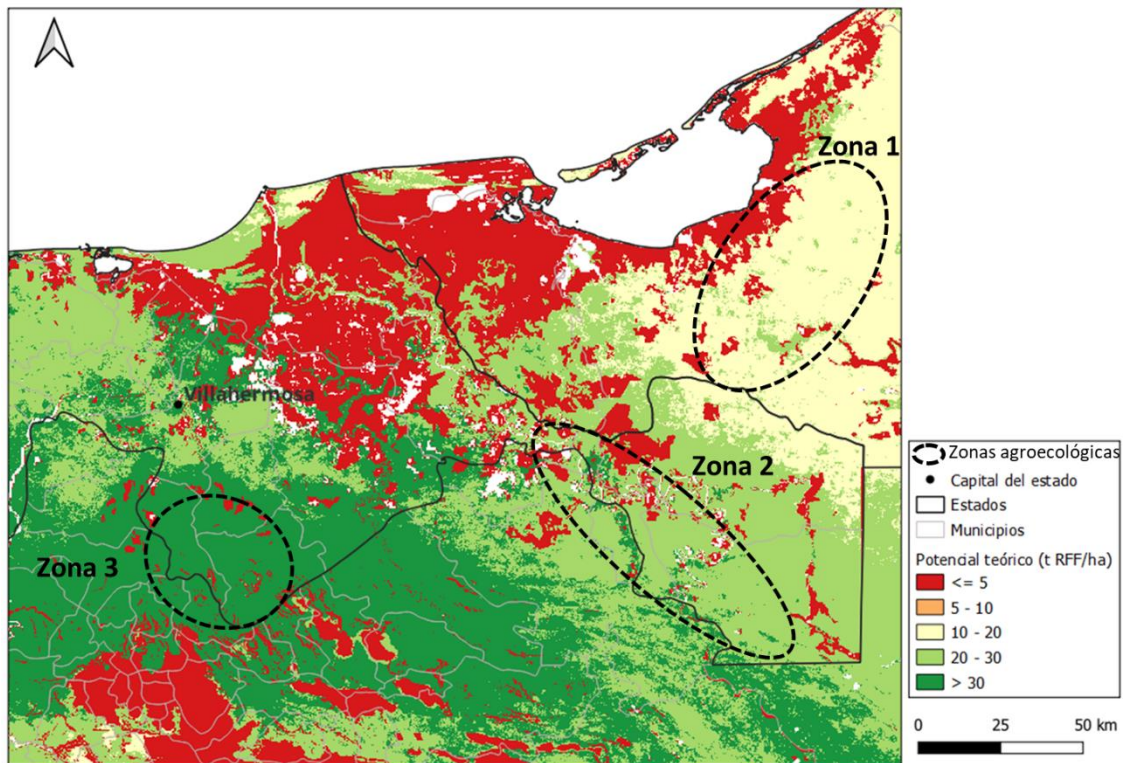 Zona 1
Villahermosa
Zona 2
Zona 3
Zonas agroecológicas
Capital del estado
Estados
Municipios
Potencial teórico (t RFF/ha)
<= 5
5 - 10
10 - 20
20 - 30
> 30
0 25 50 km